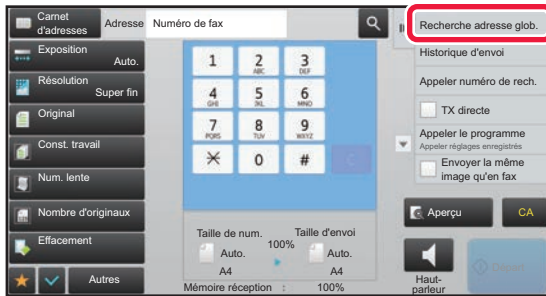 Carnet
d'adresses
Adresse
Numéro de fax
Recherche adresse glob.
Exposition
Auto.
Historique d'envoi
Résolution
Super fin
Appeler numéro de rech.
Original
TX directe
Const. travail
Appeler le programme
Appeler réglages enregistrés
Num. lente
Envoyer la même
image qu'en fax
Nombre d'originaux
Effacement
Autres
1
2
ABC
3
DEF
4
GHI
5
JKL
6
MNO
7
PQRS
8
TUV
9
WXYZ
0
#
C
Taille de num.
Auto.
A4
100%
Taille d'envoi
Auto.
A4
Mémoire réception : 100%
Aperçu
CA
Haut-
parleur
Départ